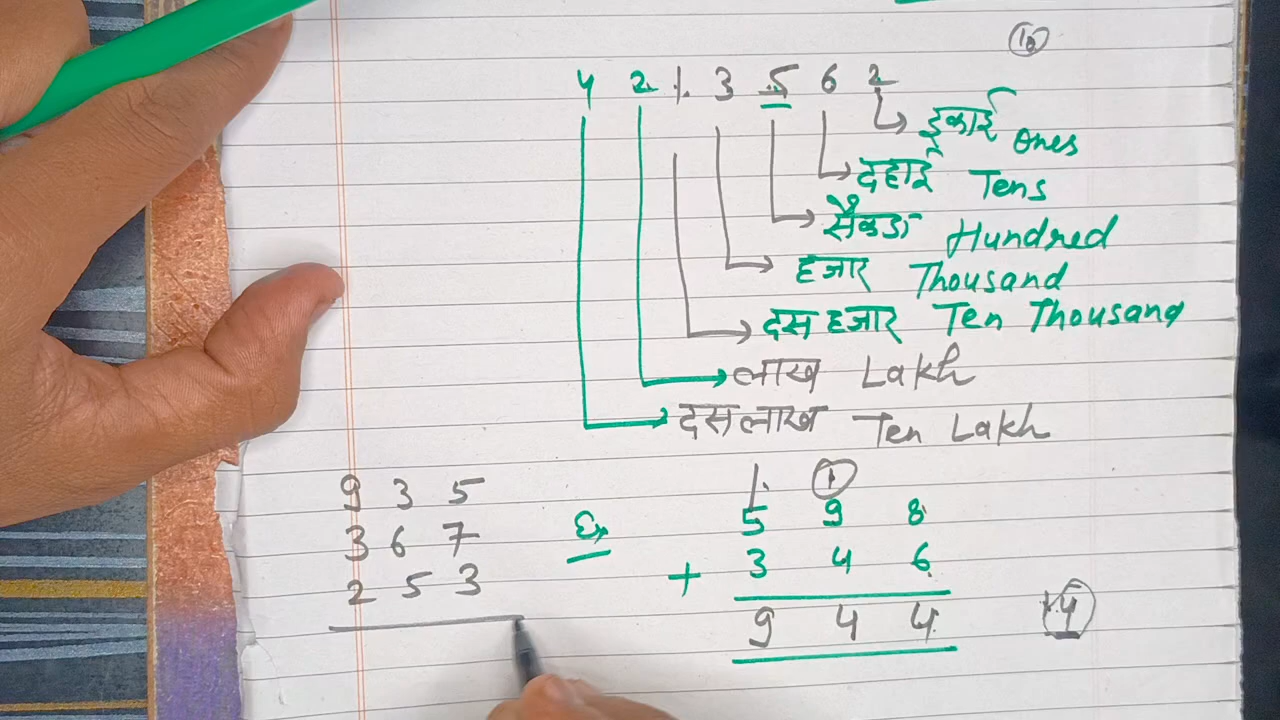 10
4 2 1 3 5 6 2
इकाई Ones
दहाई Tens
सैकडा Hundred
हजार Thousand
दस हजार Ten Thousand
लाख Lakh
दस लाख Ten Lakh
9 3 5
3 6 7
2 5 3
Ex
1 1
5 9 8
+ 3 4 6
9 4 4
14